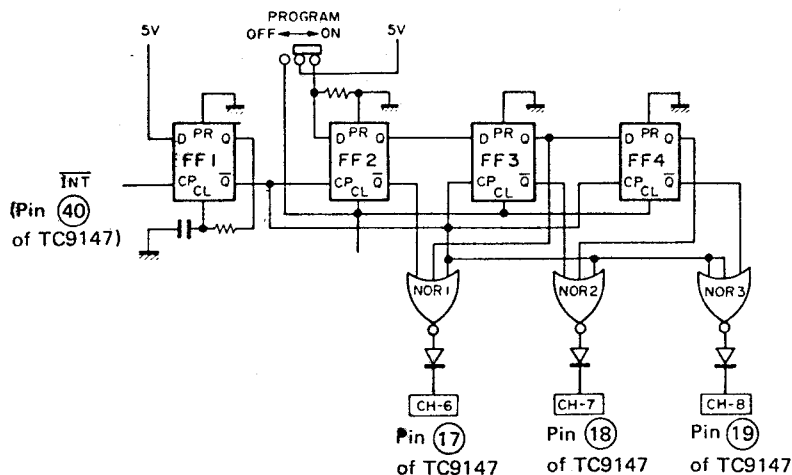 PROGRAM
OFF ON
5V
5V
D PR Q
FF1
CP CL Q̅
D PR Q
FF2
CP CL Q̅
D PR Q
FF3
CP CL Q̅
D PR Q
FF4
CP CL Q̅
I̅N̅T̅
(Pin 40
of TC9147)
NOR1
NOR2
NOR3
CH-6
CH-7
CH-8
Pin 17
of TC9147
Pin 18
of TC9147
Pin 19
of TC9147